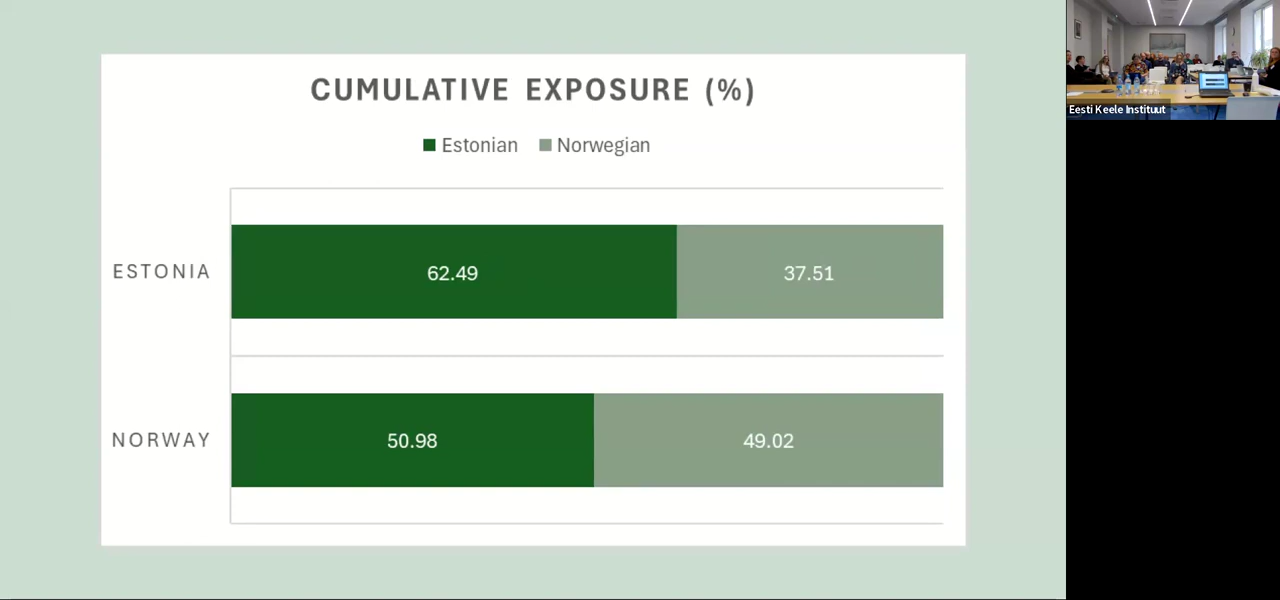 CUMULATIVE EXPOSURE (%)
Estonian Norwegian
ESTONIA 62.49 37.51
NORWAY 50.98 49.02
Eesti Keele Instituut